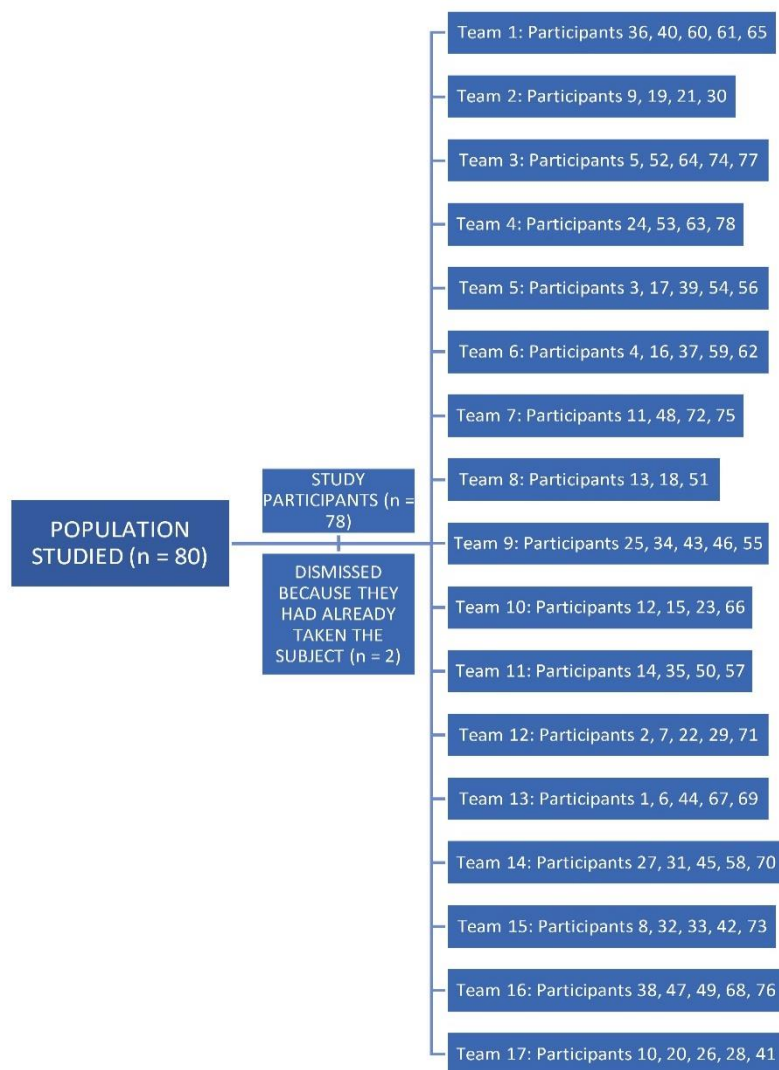 POPULATION
STUDIED (n = 80)
STUDY
PARTICIPANTS (n =
78)
DISMISSED
BECAUSE THEY
HAD ALREADY
TAKEN THE
SUBJECT (n = 2)
Team 1: Participants 36, 40, 60, 61, 65
Team 2: Participants 9, 19, 21, 30
Team 3: Participants 5, 52, 64, 74, 77
Team 4: Participants 24, 53, 63, 78
Team 5: Participants 3, 17, 39, 54, 56
Team 6: Participants 4, 16, 37, 59, 62
Team 7: Participants 11, 48, 72, 75
Team 8: Participants 13, 18, 51
Team 9: Participants 25, 34, 43, 46, 55
Team 10: Participants 12, 15, 23, 66
Team 11: Participants 14, 35, 50, 57
Team 12: Participants 2, 7, 22, 29, 71
Team 13: Participants 1, 6, 44, 67, 69
Team 14: Participants 27, 31, 45, 58, 70
Team 15: Participants 8, 32, 33, 42, 73
Team 16: Participants 38, 47, 49, 68, 76
Team 17: Participants 10, 20, 26, 28, 41